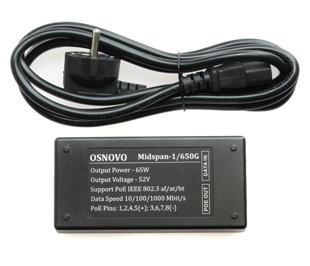 OSNOVO Midspan-1/650G
Output Power - 65W
Output Voltage - 52V
Support PoE IEEE 802.3 af/at/bt
Data Speed 10/100/1000 Mbit/s
PoE Pins: 1,2,4,5(+); 3,6,7,8(-)
DATA IN
POE OUT